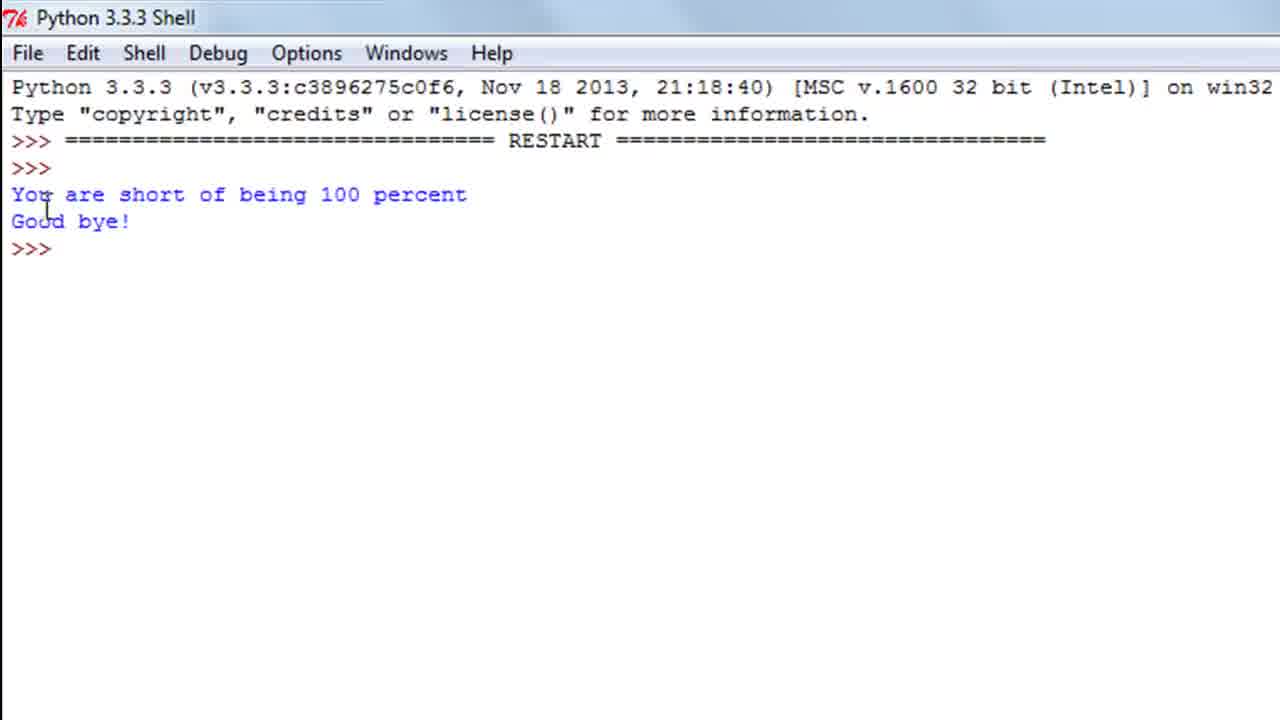 Python 3.3.3 Shell
File Edit Shell Debug Options Windows Help
Python 3.3.3 (v3.3.3:c3896275c0f6, Nov 18 2013, 21:18:40) [MSC v.1600 32 bit (Intel)] on win32
Type "copyright", "credits" or "license()" for more information.
>>> ================================ RESTART ================================
>>>
You are short of being 100 percent
Good bye!
>>>